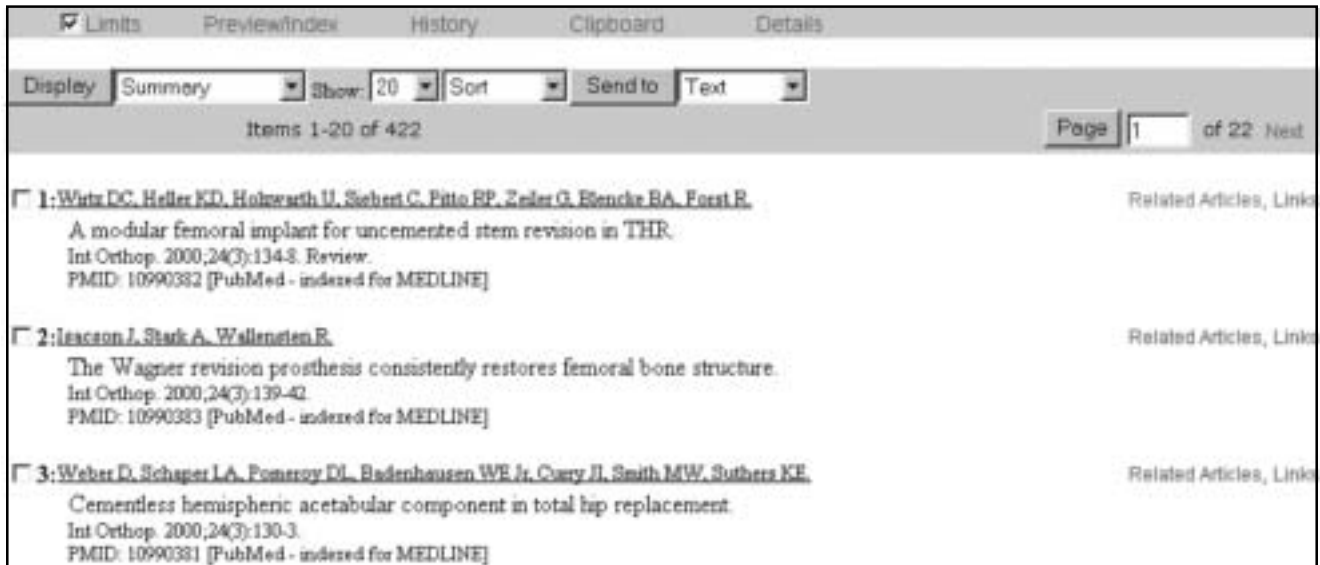 Limits Preview/Index History Clipboard Details
Display Summary Show: 20 Sort Send to Text
Items 1-20 of 422 Page 1 of 22 Next
1: Wirtz DC, Heller KD, Holzwarth U, Siebert C, Pitto RP, Zeiler G, Blencke BA, Forst R. Related Articles, Links
A modular femoral implant for uncemented stem revision in THR.
Int Orthop. 2000;24(3):134-8. Review.
PMID: 10990382 [PubMed - indexed for MEDLINE]
2: Isacson J, Stark A, Wallensten R. Related Articles, Links
The Wagner revision prosthesis consistently restores femoral bone structure.
Int Orthop. 2000;24(3):139-42.
PMID: 10990383 [PubMed - indexed for MEDLINE]
3: Weber D, Schaper LA, Pomeroy DL, Badenhausen WE Jr, Curry JI, Smith MW, Suthers KE. Related Articles, Links
Cementless hemispheric acetabular component in total hip replacement.
Int Orthop. 2000;24(3):130-3.
PMID: 10990381 [PubMed - indexed for MEDLINE]